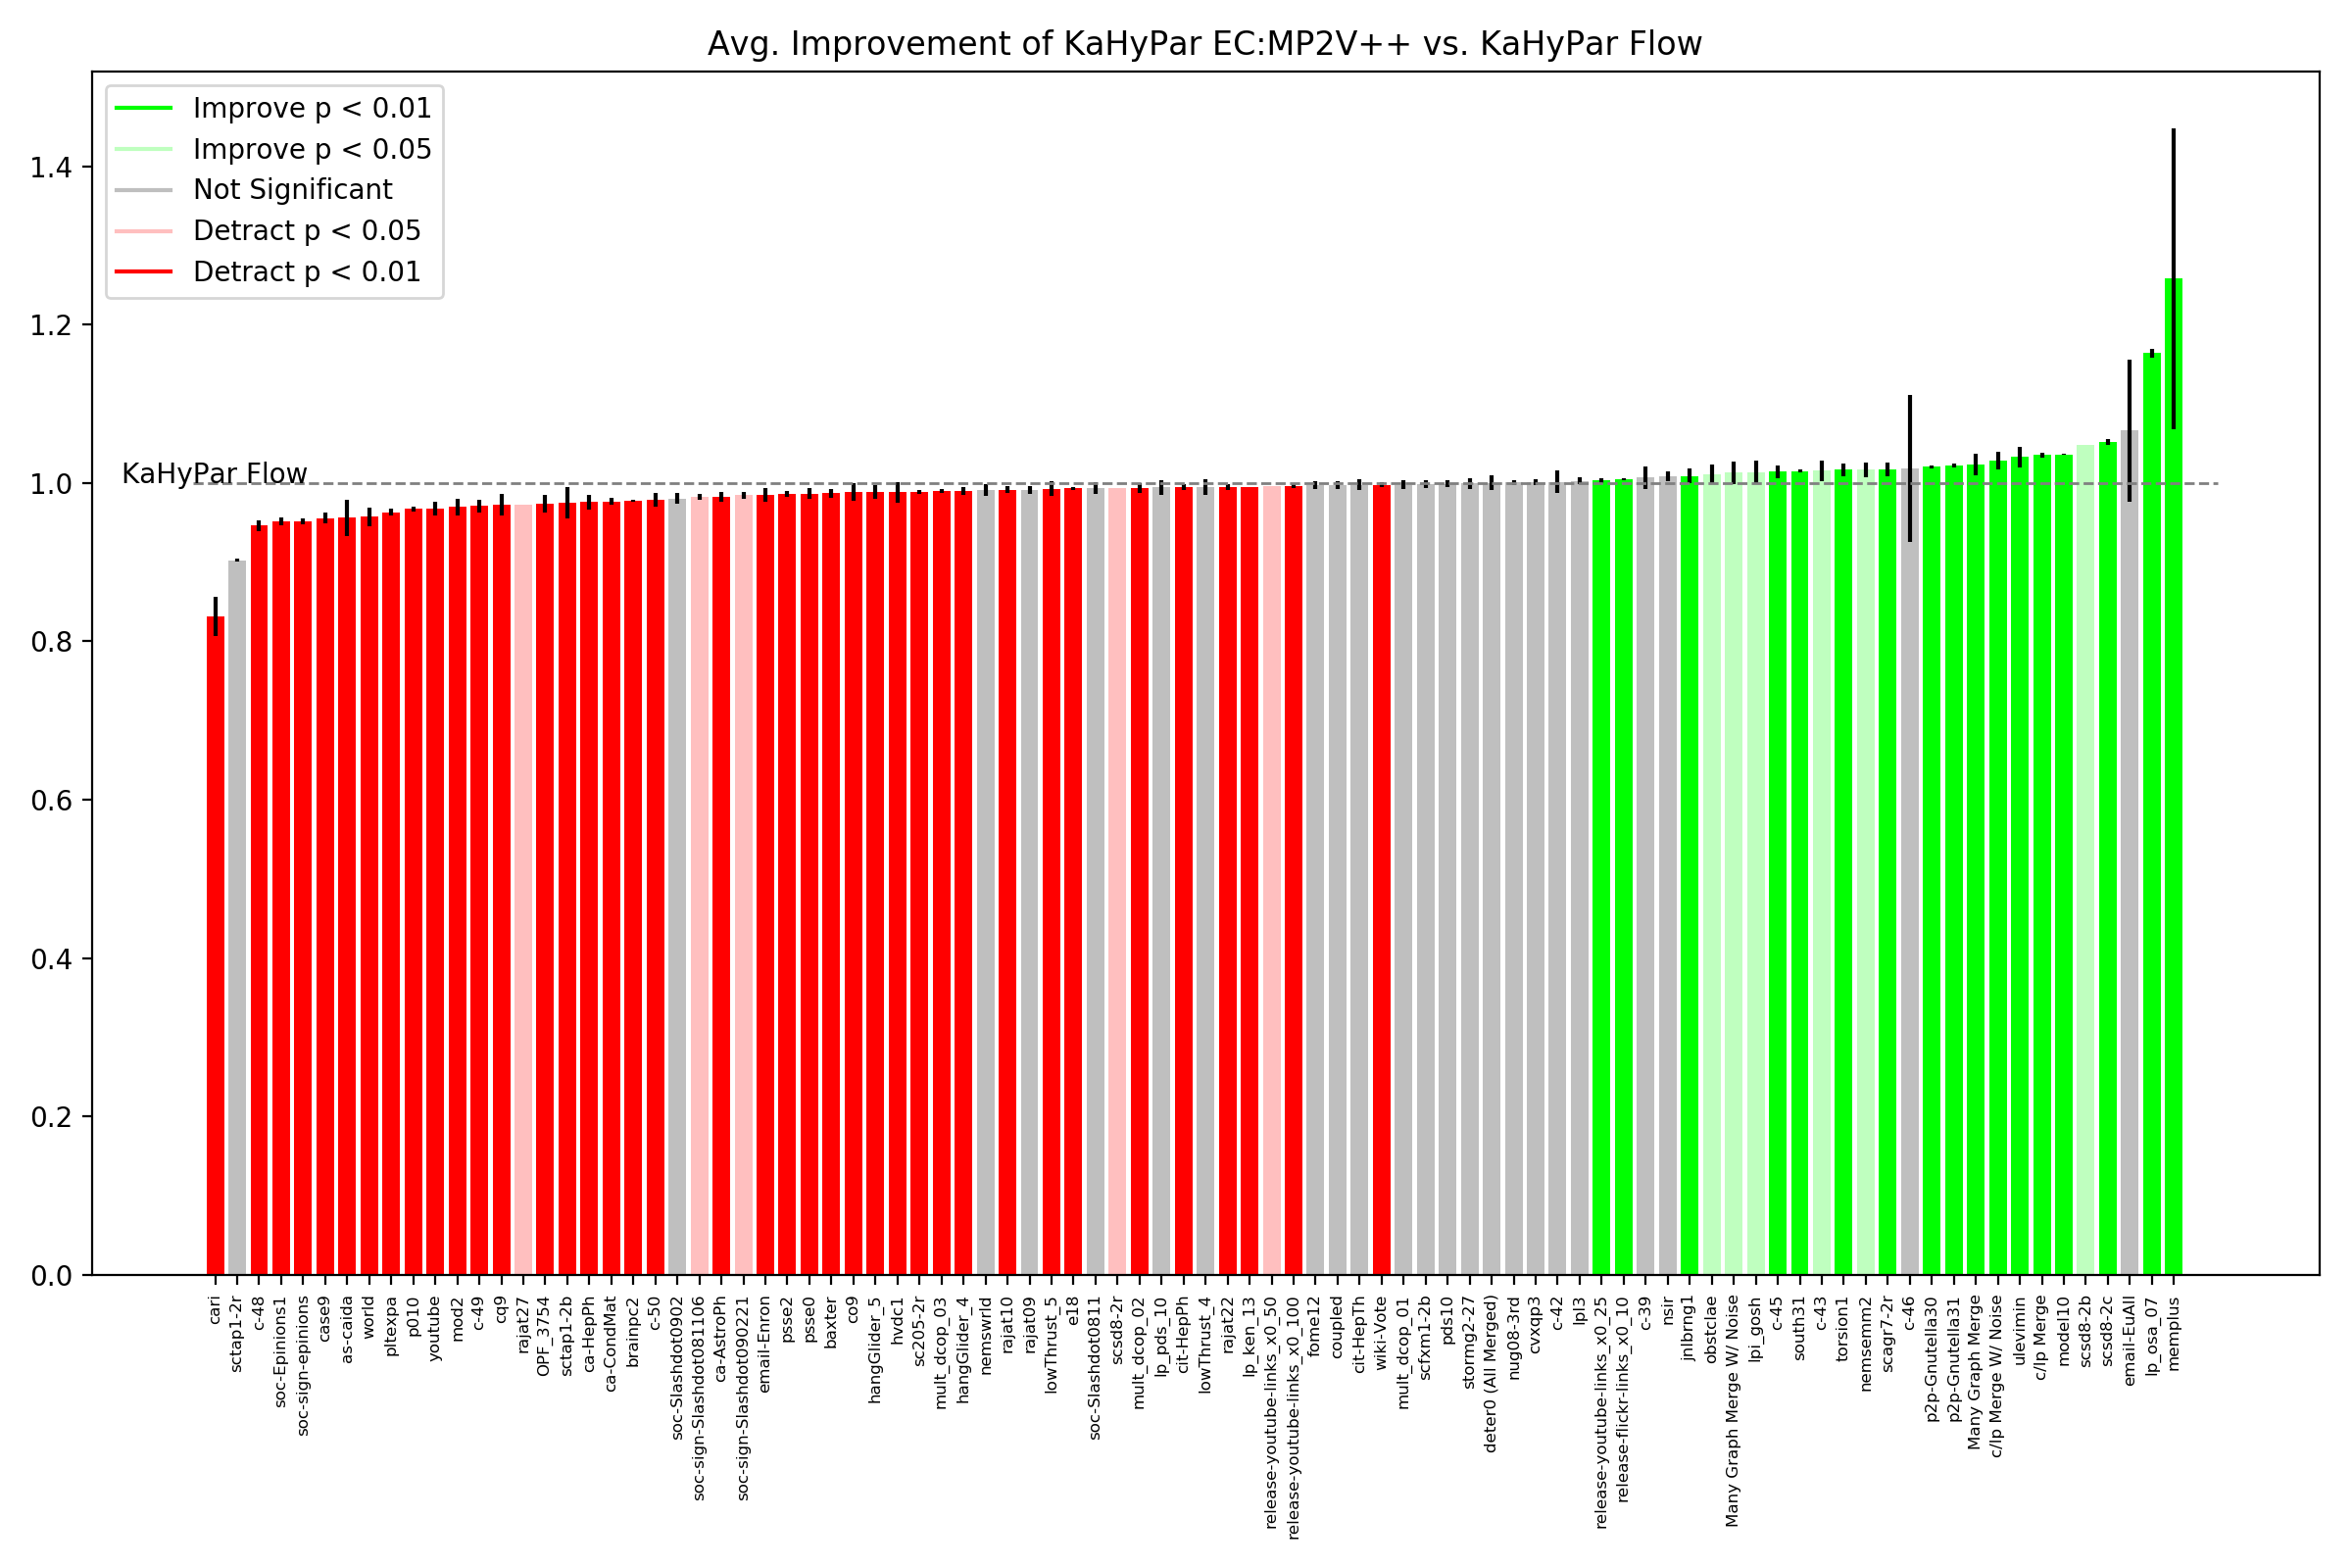 Avg. Improvement of KaHyPar EC:MP2V++ vs. KaHyPar Flow
Improve p < 0.01
Improve p < 0.05
Not Significant
Detract p < 0.05
Detract p < 0.01
1.4
1.2
1.0
0.8
0.6
0.4
0.2
0.0
KaHyPar Flow
cari
sctap1-2r
c-48
soc-Epinions1
soc-sign-epinions
case9
as-caida
world
pltexpa
p010
youtube
mod2
c-49
cq9
rajat27
OPF_3754
sctap1-2b
ca-HepPh
ca-CondMat
brainpc2
c-50
soc-Slashdot0902
soc-sign-Slashdot081106
ca-AstroPh
soc-sign-Slashdot090221
email-Enron
psse2
psse0
baxter
co9
hangGlider_5
hvdc1
sc205-2r
mult_dcop_03
hangGlider_4
nemswrld
rajat10
rajat09
lowThrust_5
e18
soc-Slashdot0811
scsd8-2r
mult_dcop_02
lp_pds_10
cit-HepPh
lowThrust_4
rajat22
lp_ken_13
release-youtube-links_x0_50
release-youtube-links_x0_100
fome12
coupled
cit-HepTh
wiki-Vote
mult_dcop_01
scfxm1-2b
pds10
stormg2-27
deter0 (All Merged)
nug08-3rd
cvxqp3
c-42
lpl3
release-youtube-links_x0_25
release-flickr-links_x0_10
c-39
nsir
jnlbrng1
obstclae
Many Graph Merge W/ Noise
lpi_gosh
c-45
south31
c-43
torsion1
nemsemm2
scagr7-2r
c-46
p2p-Gnutella30
p2p-Gnutella31
Many Graph Merge
c/lp Merge W/ Noise
ulevimin
c/lp Merge
model10
scsd8-2b
scsd8-2c
email-EuAll
lp_osa_07
memplus